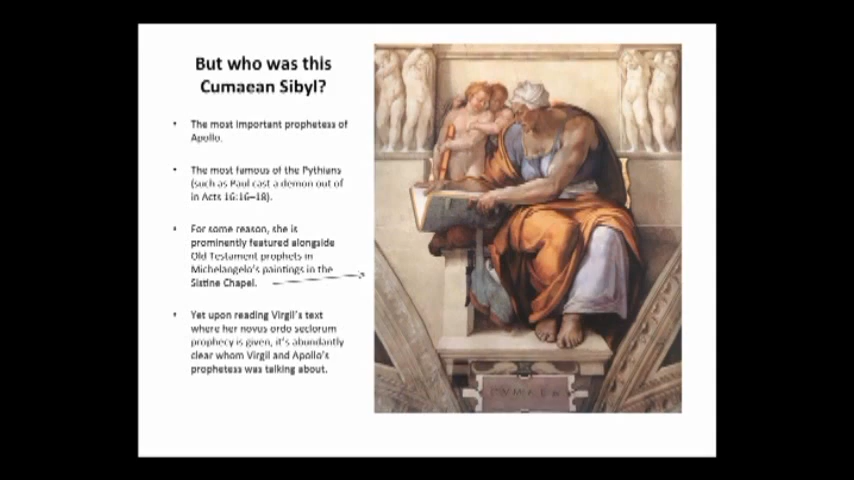 But who was this
Cumaean Sibyl?
• The most important prophetess of
Apollo.
• The most famous of the Pythians
(such as Paul cast a demon out of
in Acts 16:16–18).
• For some reason, she is
prominently featured alongside
Old Testament prophets in
Michelangelo's paintings in the
Sistine Chapel.
• Yet upon reading Virgil's text
where her novus ordo seclorum
prophecy is given, it's abundantly
clear whom Virgil and Apollo's
prophetess was talking about.